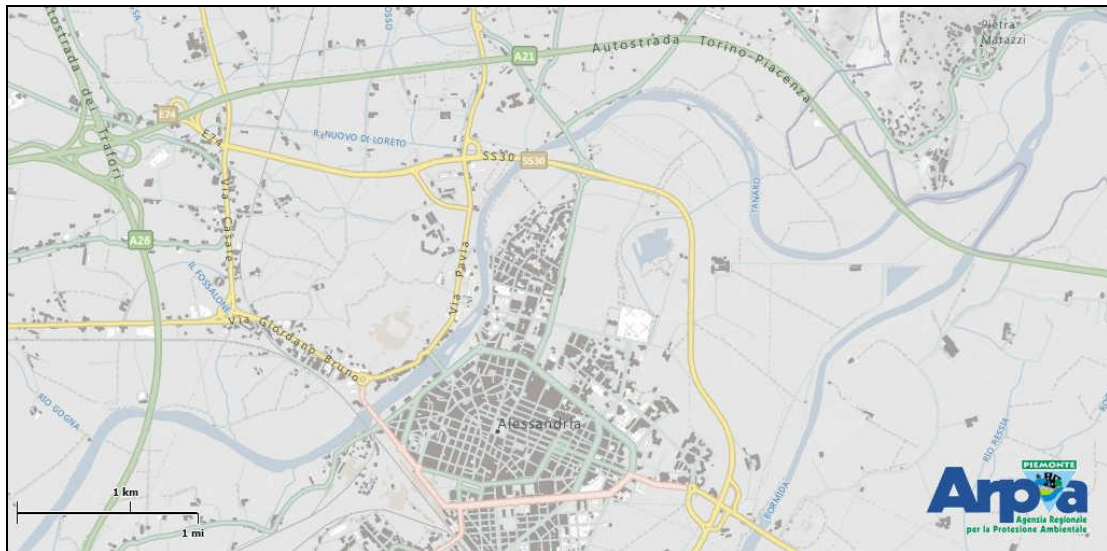 Pietra
Marazzi
A21
Autostrada Torino-Piacenza
Autostrada dei Trafori
E74
E74
R. NUOVO DI LORETO
SS30
SS30
TANARO
Via Casale
Via Pavia
A26
R. FOSSALONE
Via Giordano Bruno
RIO GOGNA
Alessandria
RIO RESSIA
BORMIDA
1 km
1 mi
PIEMONTE
Arpa
Agenzia Regionale
per la Protezione Ambientale